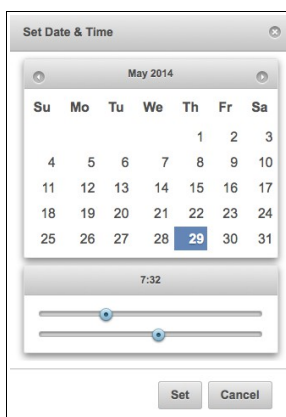 Set Date & Time
May 2014
Su Mo Tu We Th Fr Sa
1 2 3
4 5 6 7 8 9 10
11 12 13 14 15 16 17
18 19 20 21 22 23 24
25 26 27 28 29 30 31
7:32
Set Cancel